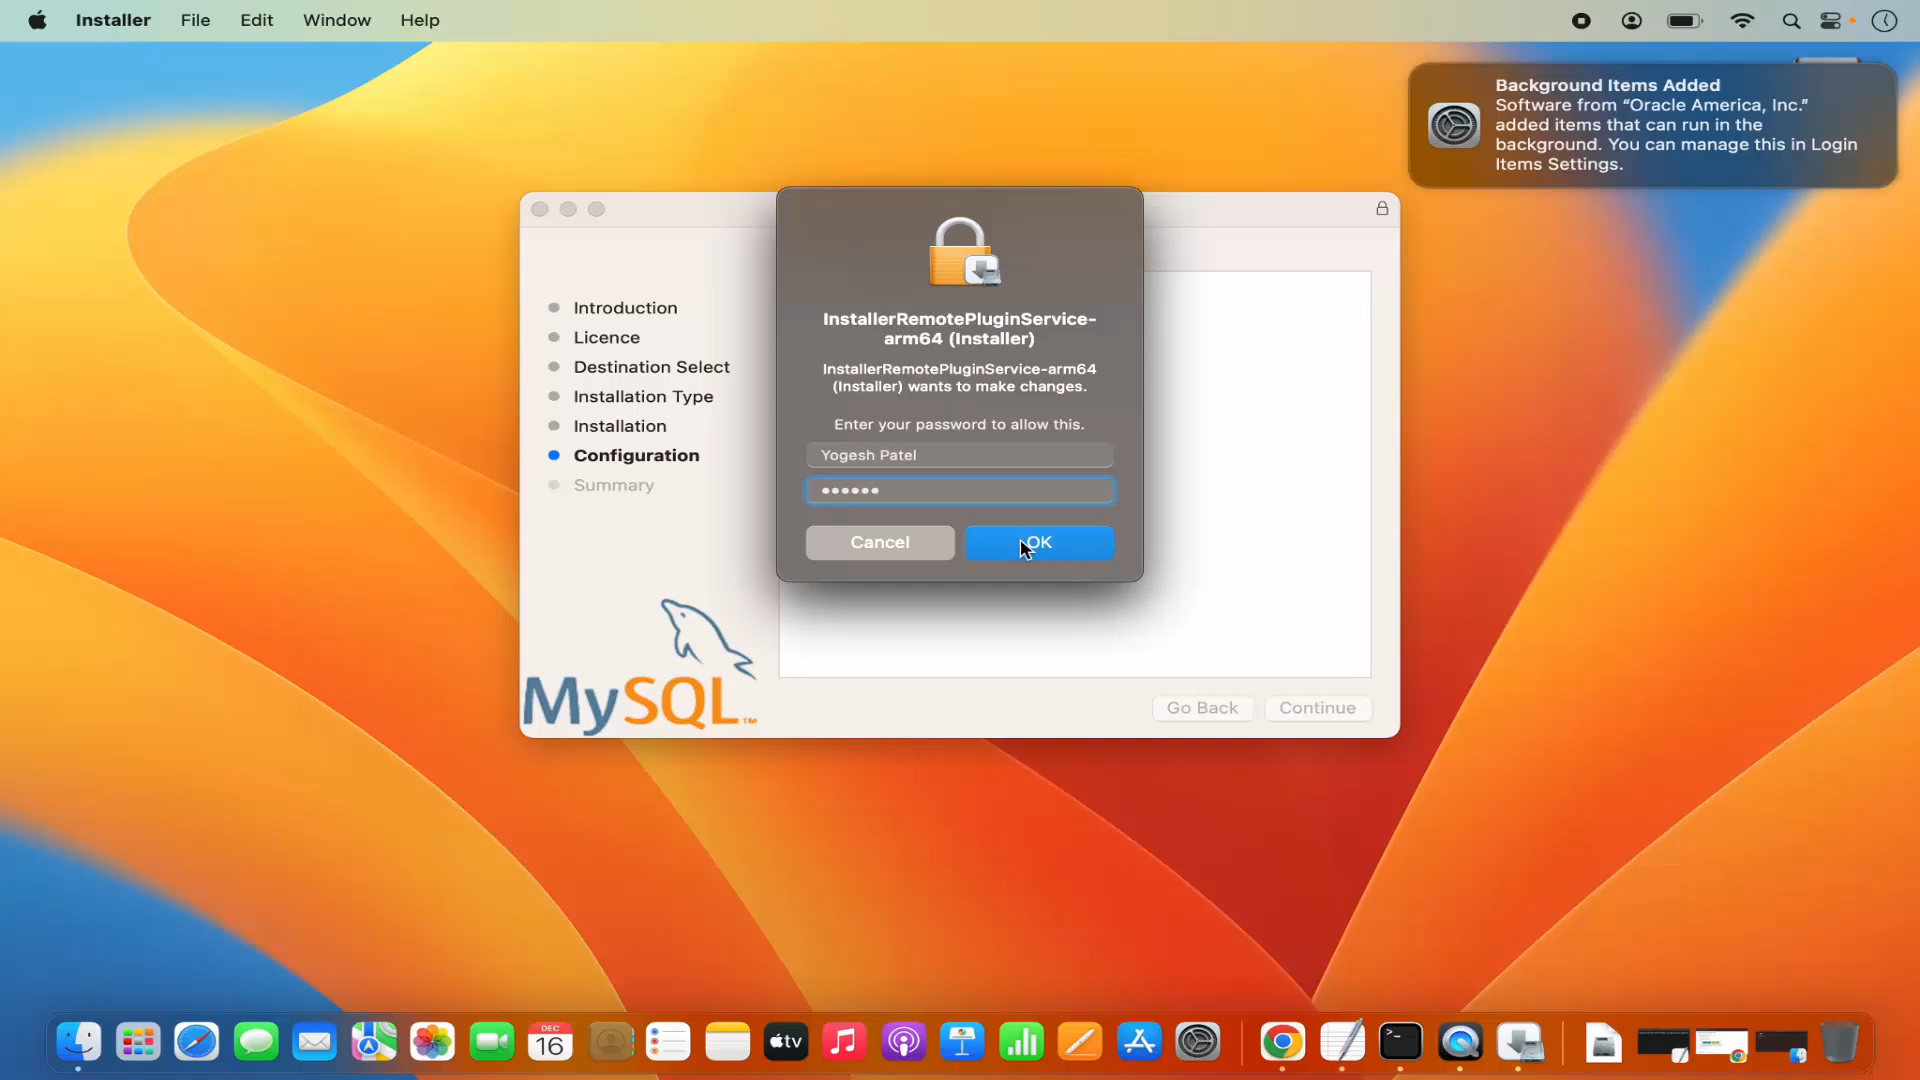 Installer File Edit Window Help
Background Items Added
Software from “Oracle America, Inc.”
added items that can run in the
background. You can manage this in Login
Items Settings.
Introduction
Licence
Destination Select
Installation Type
Installation
Configuration
Summary
InstallerRemotePluginService-
arm64 (Installer)
InstallerRemotePluginService-arm64
(Installer) wants to make changes.
Enter your password to allow this.
Yogesh Patel
••••••
Cancel OK
MySQL™
Go Back Continue
DEC
16
tv
>_